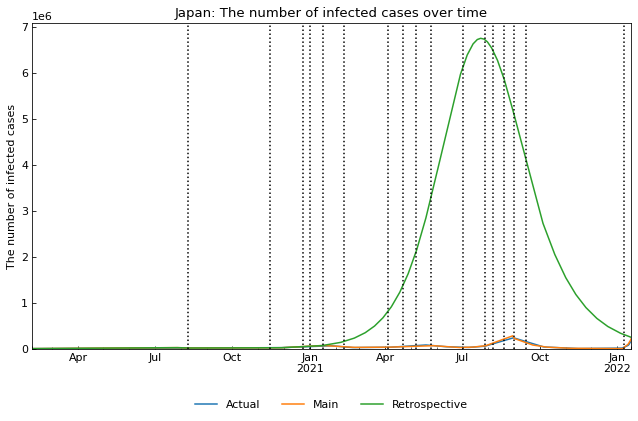 Japan: The number of infected cases over time
1e6
The number of infected cases
7
6
5
4
3
2
1
0
Apr Jul Oct Jan Apr Jul Oct Jan
2021 2022
Actual Main Retrospective